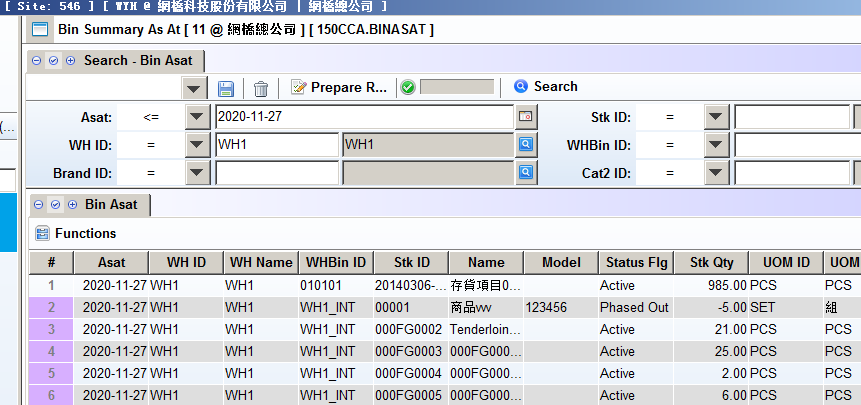 [ Site: 546 ] [ WYH @ 網橋科技股份有限公司 | 網橋總公司 ]
Bin Summary As At [ 11 @ 網橋總公司 ] [ 150CCA.BINASAT ]
Search - Bin Asat
Prepare R... Search
(...
Asat: <= 2020-11-27 Stk ID: =
WH ID: = WH1 WH1 WHBin ID: =
Brand ID: = Cat2 ID: =
Bin Asat
Functions
# Asat WH ID WH Name WHBin ID Stk ID Name Model Status Flg Stk Qty UOM ID UOM
1 2020-11-27 WH1 WH1 010101 20140306-... 存貨項目0... Active 985.00 PCS PCS
2 2020-11-27 WH1 WH1 WH1_INT 00001 商品vvv 123456 Phased Out -5.00 SET 組
3 2020-11-27 WH1 WH1 WH1_INT 000FG0002 Tenderloin... Active 21.00 PCS PCS
4 2020-11-27 WH1 WH1 WH1_INT 000FG0003 000FG000... Active 25.00 PCS PCS
5 2020-11-27 WH1 WH1 WH1_INT 000FG0004 000FG000... Active 2.00 PCS PCS
6 2020-11-27 WH1 WH1 WH1_INT 000FG0005 000FG000... Active 6.00 PCS PCS